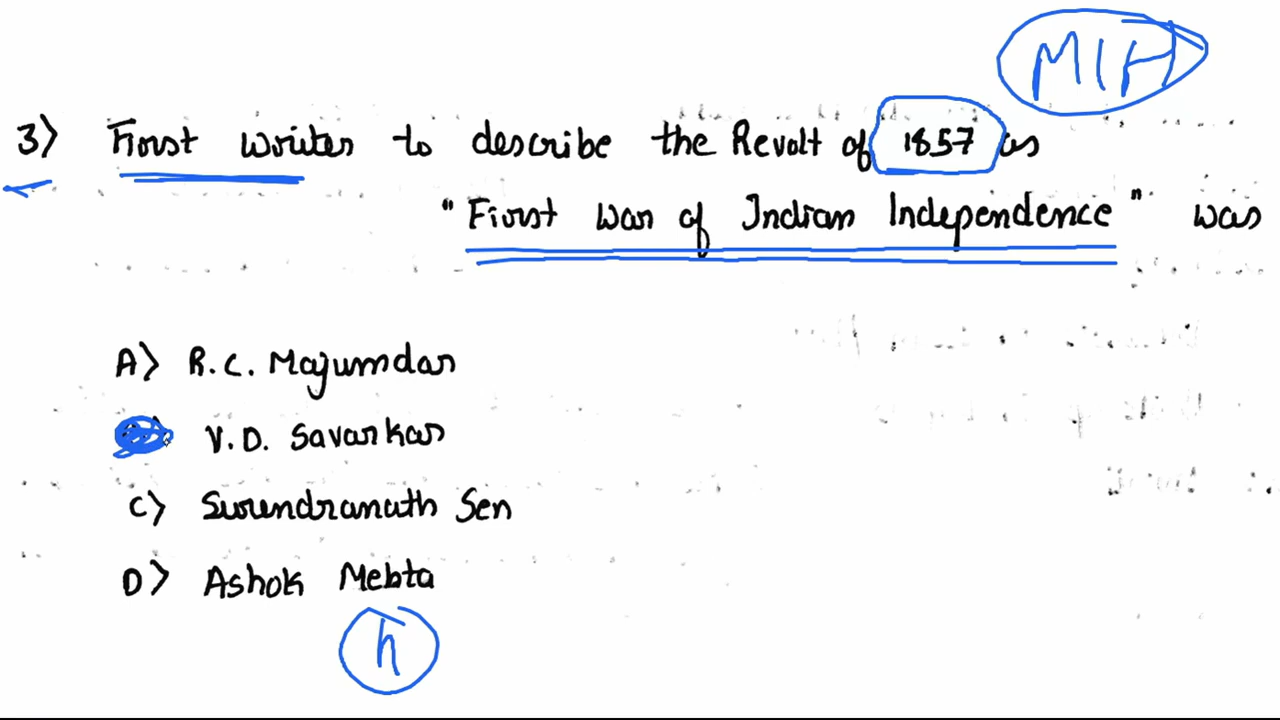 MIH
3) First writer to describe the Revolt of 1857 as
"First war of Indian Independence" was
A) R.C. Majumdar
V.D. Savarkar
C) Surendranath Sen
D) Ashok Mehta
h